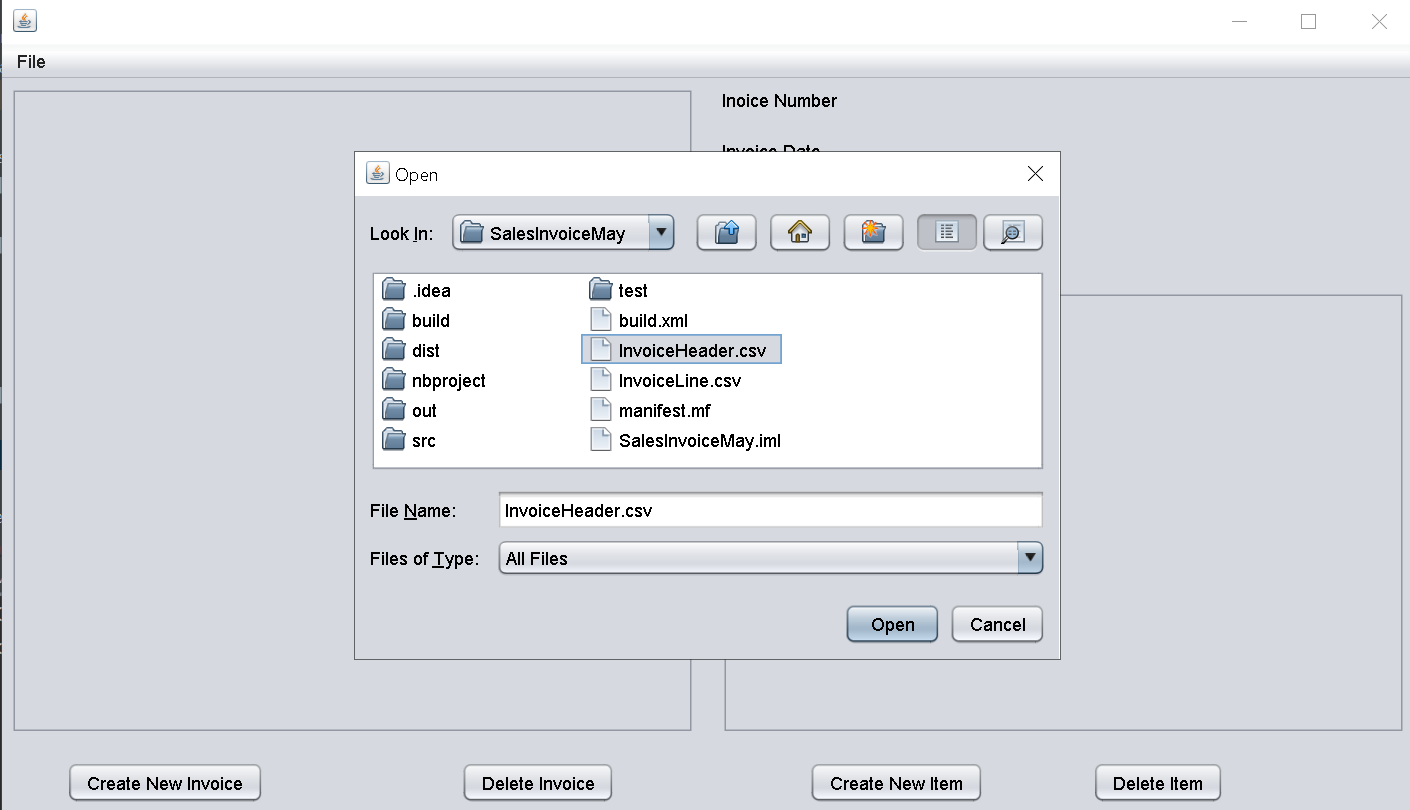 File
Inoice Number
Invoice Date
Open
Look In: SalesInvoiceMay
.idea
build
dist
nbproject
out
src
test
build.xml
InvoiceHeader.csv
InvoiceLine.csv
manifest.mf
SalesInvoiceMay.iml
File Name: InvoiceHeader.csv
Files of Type: All Files
Open Cancel
Create New Invoice Delete Invoice Create New Item Delete Item